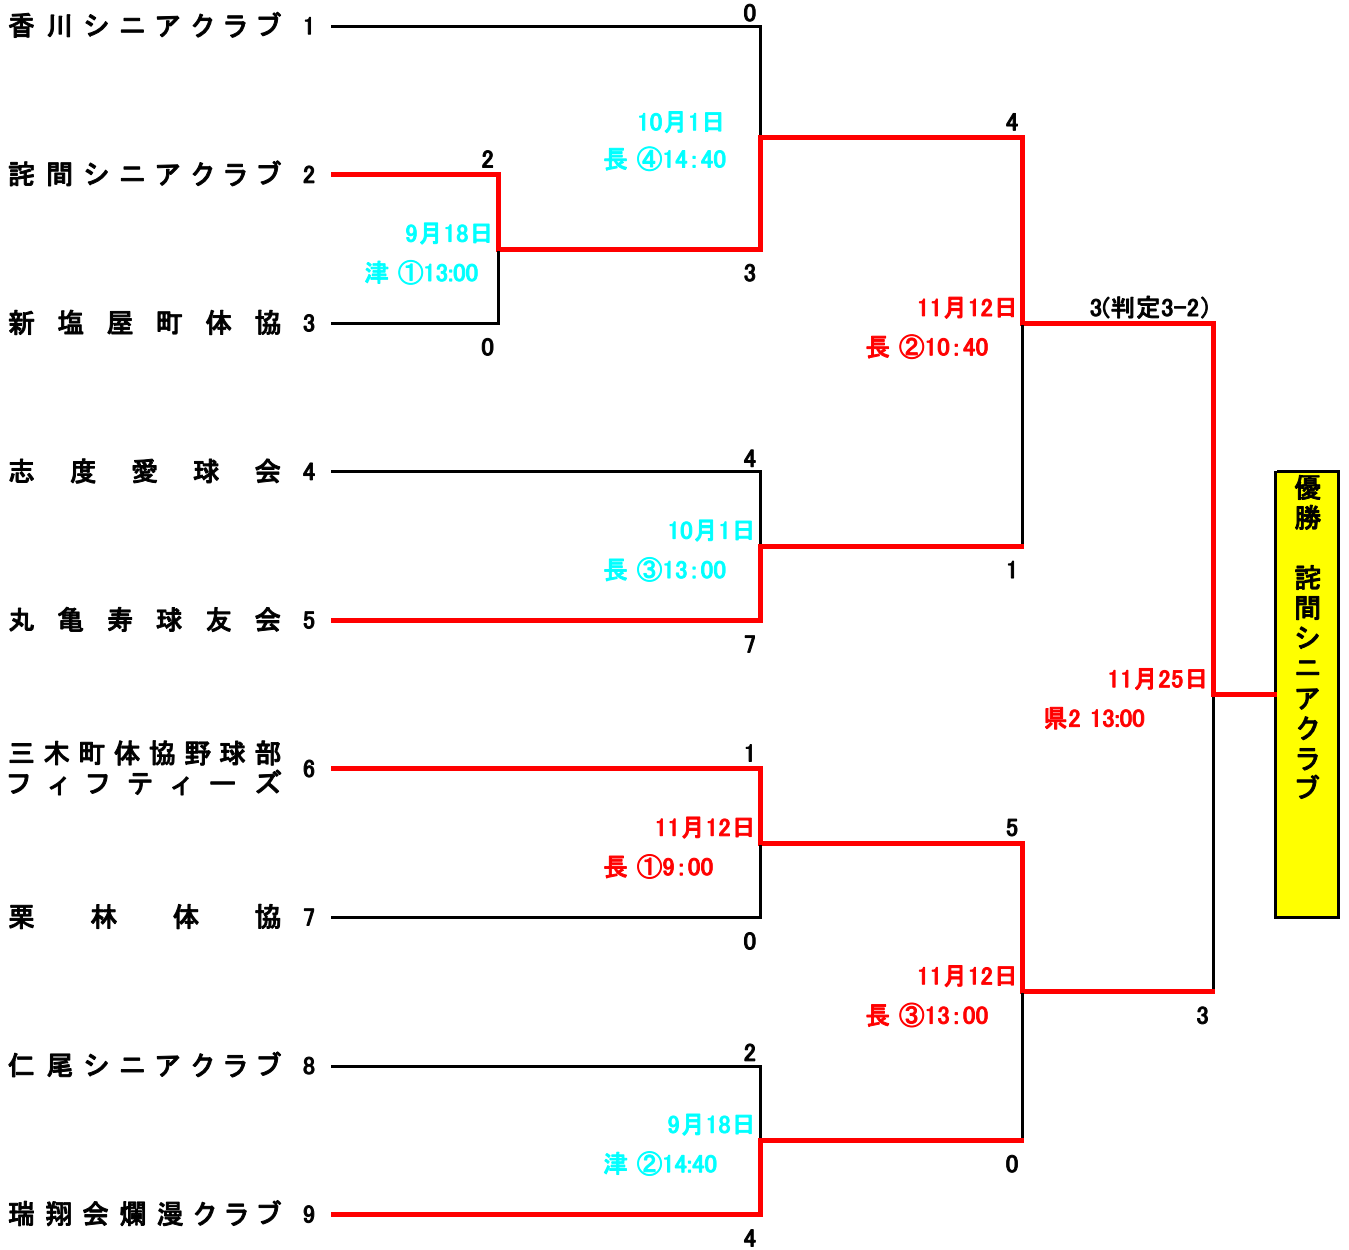 香川シニアクラブ 1
0
10月1日
長 ④14:40
4
詫間シニアクラブ 2
2
9月18日
津 ①13:00
3
新塩屋町体協 3
0
11月12日
長 ②10:40
3(判定3-2)
志度愛球会 4
4
10月1日
長 ③13:00
1
丸亀寿球友会 5
7
優勝 詫間シニアクラブ
11月25日
県2 13:00
三木町体協野球部
フィフティーズ 6
1
11月12日
長 ①9:00
5
栗林体協 7
0
11月12日
長 ③13:00
3
仁尾シニアクラブ 8
2
9月18日
津 ②14:40
0
瑞翔会爛漫クラブ 9
4